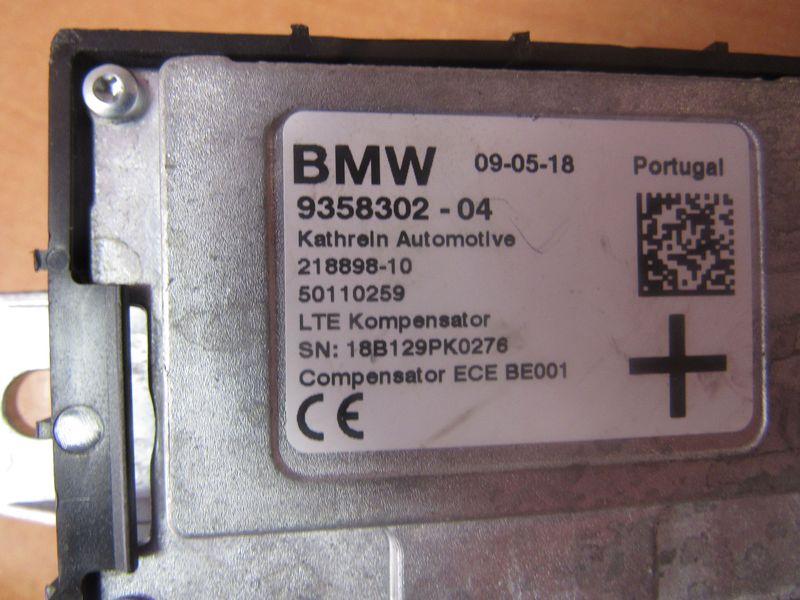 BMW 09-05-18 Portugal
9358302 - 04
Kathrein Automotive
218898-10
50110259
LTE Kompensator
SN: 18B129PK0276
Compensator ECE BE001
CE